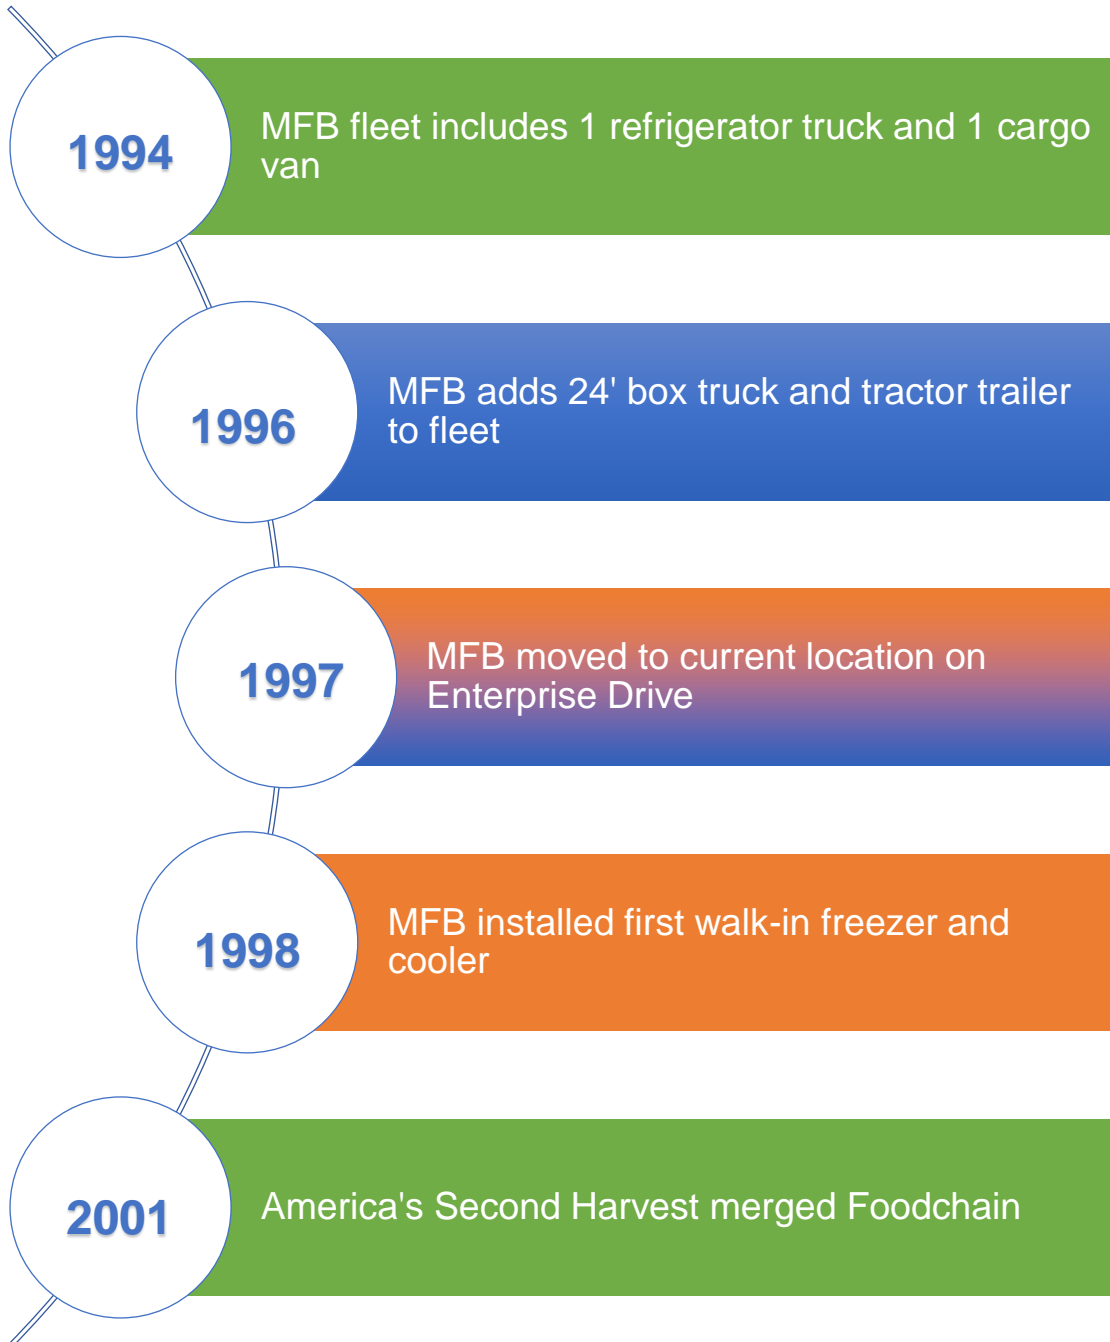 1994
MFB fleet includes 1 refrigerator truck and 1 cargo
van
1996
MFB adds 24' box truck and tractor trailer
to fleet
1997
MFB moved to current location on
Enterprise Drive
1998
MFB installed first walk-in freezer and
cooler
2001
America's Second Harvest merged Foodchain